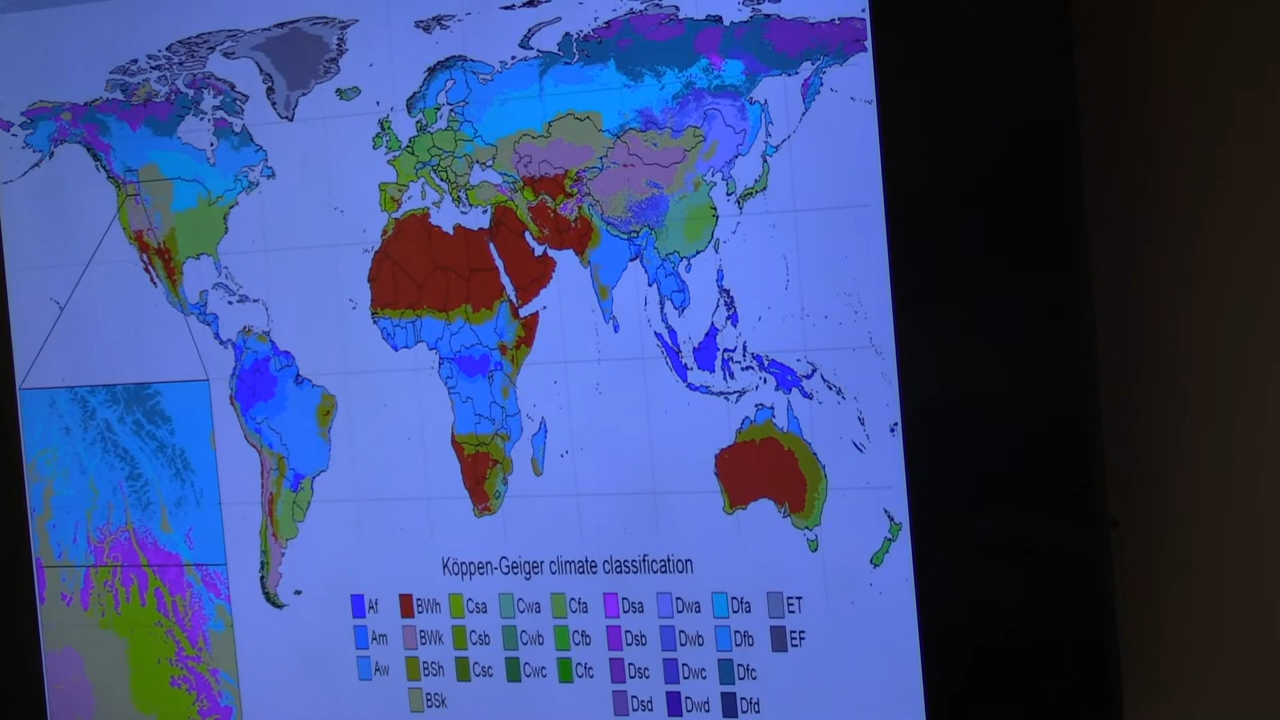 Köppen-Geiger climate classification
Af BWh Csa Cwa Cfa Dsa Dwa Dfa ET
Am BWk Csb Cwb Cfb Dsb Dwb Dfb EF
Aw BSh Csc Cwc Cfc Dsc Dwc Dfc
BSk Dsd Dwd Dfd